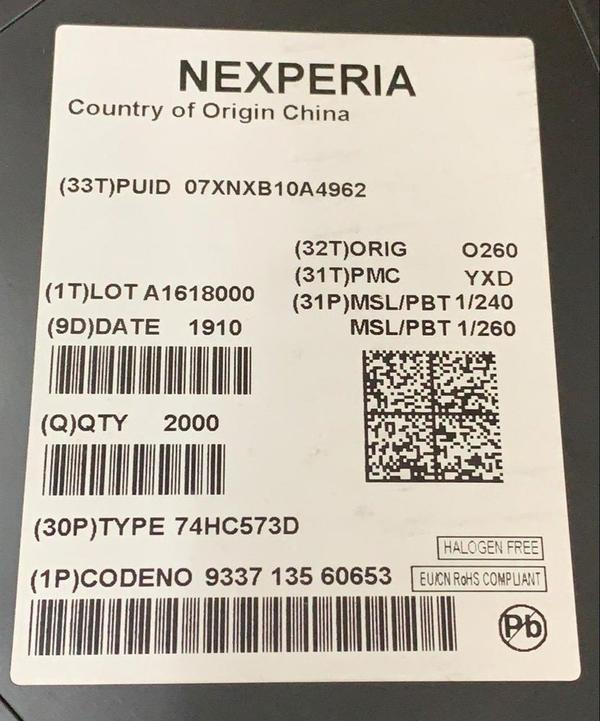 NEXPERIA
Country of Origin China
(33T)PUID 07XNXB10A4962
(32T)ORIG O260
(31T)PMC YXD
(1T)LOT A1618000
(31P)MSL/PBT 1/240
(9D)DATE 1910
MSL/PBT 1/260
(Q)QTY 2000
(30P)TYPE 74HC573D
HALOGEN FREE
(1P)CODENO 9337 135 60653
EU/CN RoHS COMPLIANT
Pb